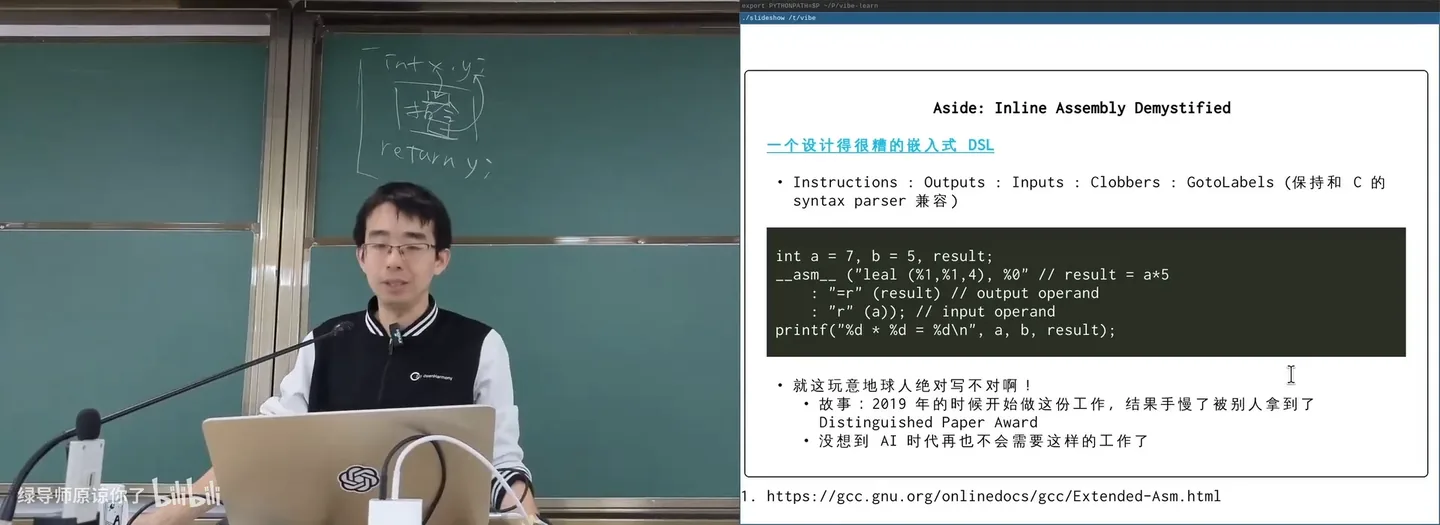 int x, y;
指令
return y;
openHarmony
绿导师原谅你了 bilibili
A
export PYTHONPATH=$P ~/P/vibe-learn
./slideshow /t/vibe
Aside: Inline Assembly Demystified
一个设计得很糟的嵌入式 DSL
• Instructions : Outputs : Inputs : Clobbers : GotoLabels (保持和 C 的
syntax parser 兼容)
int a = 7, b = 5, result;
__asm__ ("leal (%1,%1,4), %0" // result = a*5
: "=r" (result) // output operand
: "r" (a)); // input operand
printf("%d * %d = %d\n", a, b, result);
• 就这玩意地球人绝对写不对啊！
• 故事：2019 年的时候开始做这份工作, 结果手慢了被别人拿到了
Distinguished Paper Award
• 没想到 AI 时代再也不会需要这样的工作了
1. https://gcc.gnu.org/onlinedocs/gcc/Extended-Asm.html